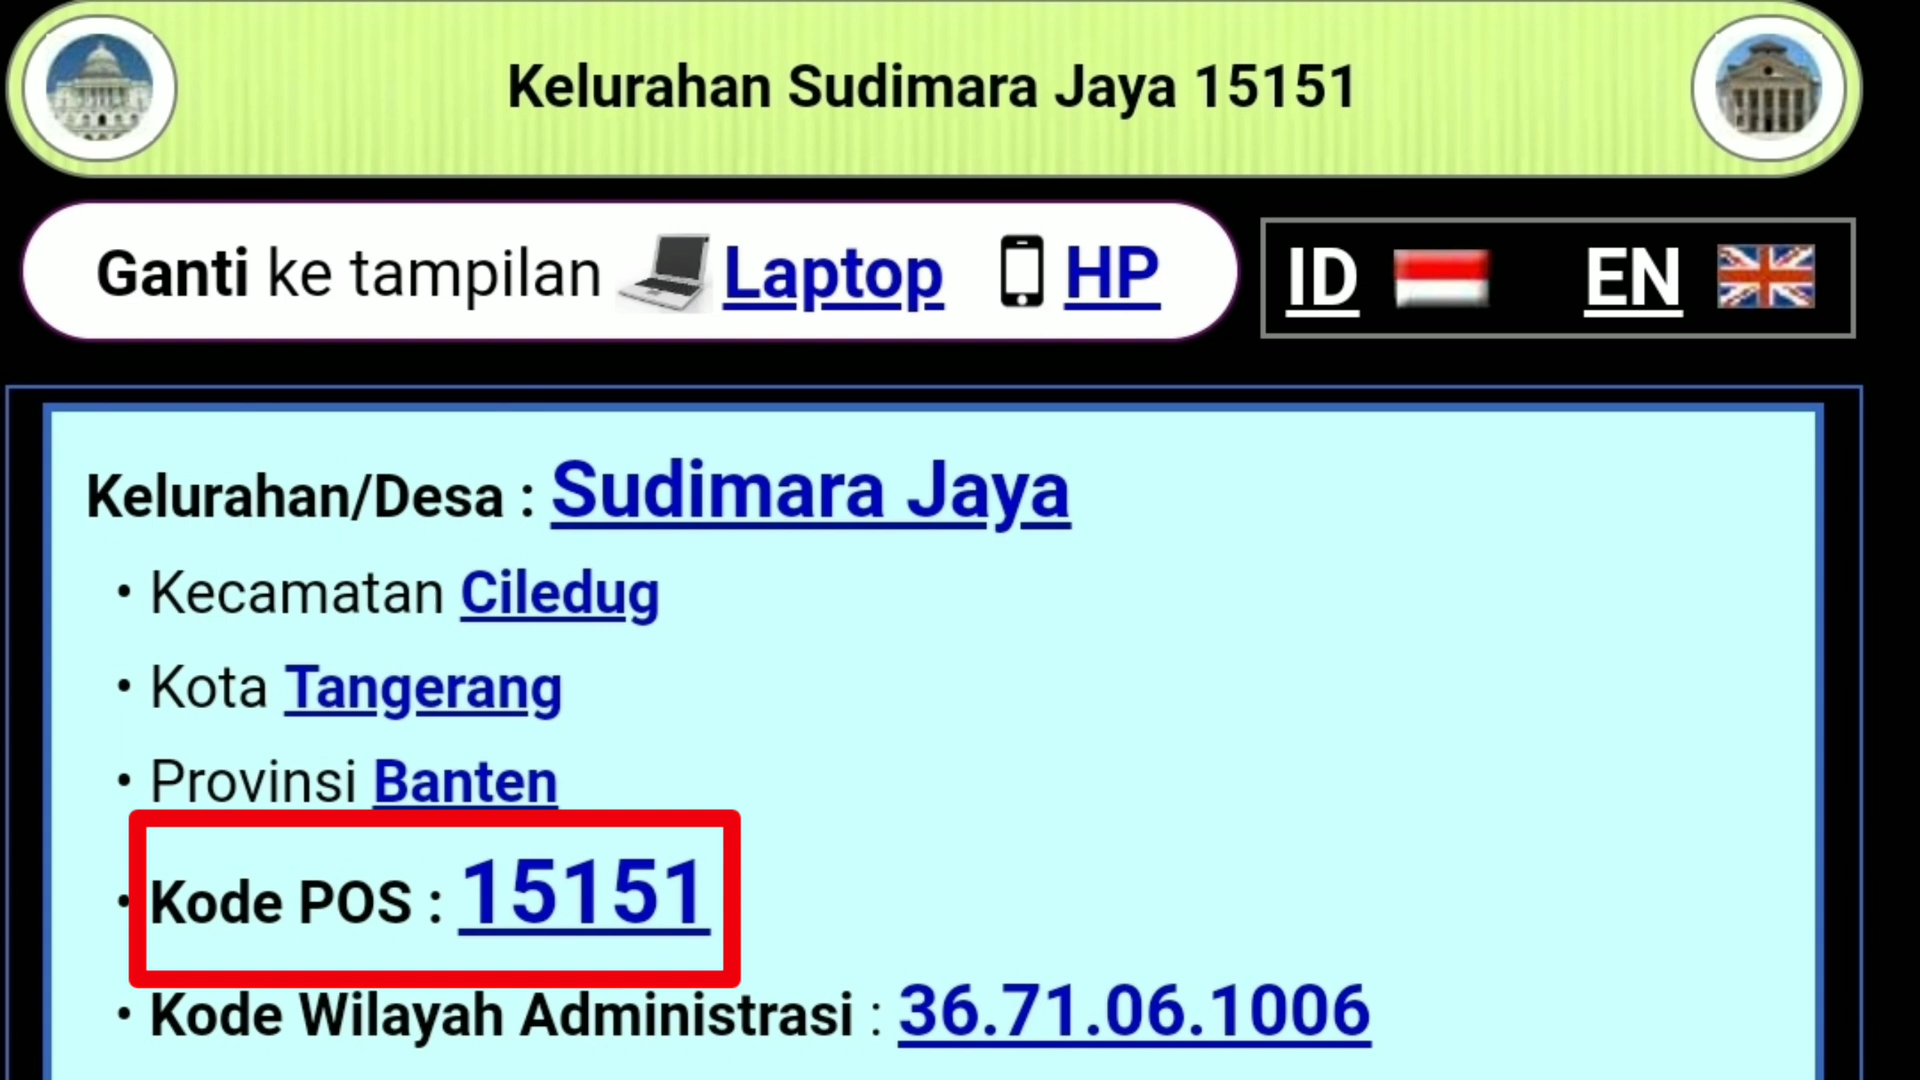 Kelurahan Sudimara Jaya 15151
Ganti ke tampilan Laptop HP ID EN
Kelurahan/Desa : Sudimara Jaya
• Kecamatan Ciledug
• Kota Tangerang
• Provinsi Banten
• Kode POS : 15151
• Kode Wilayah Administrasi : 36.71.06.1006